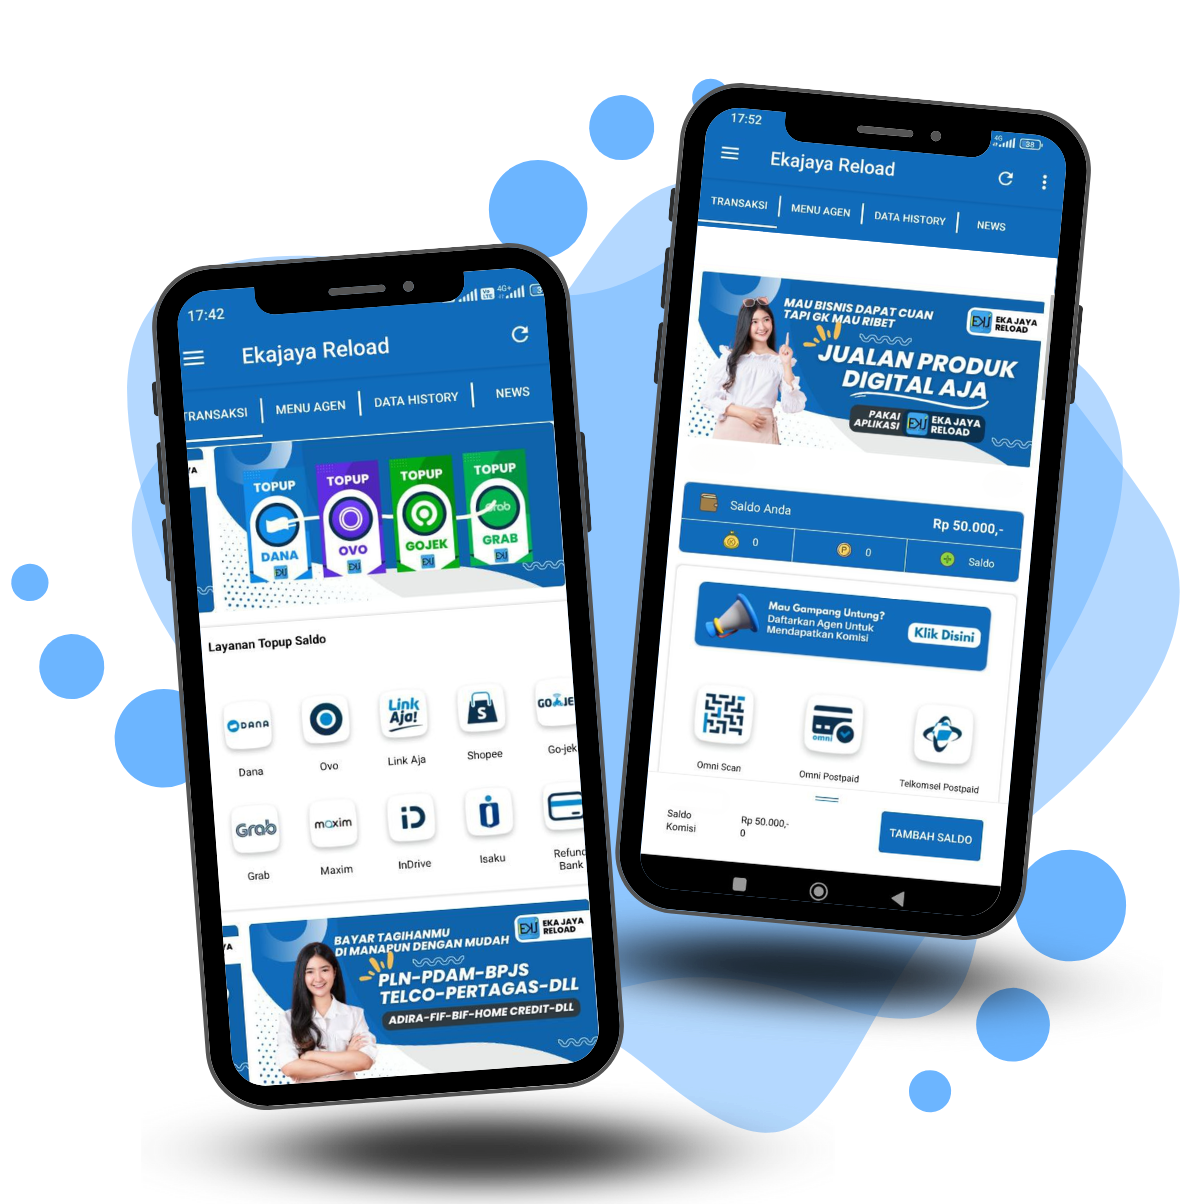 17:42
4G+
Ekajaya Reload
TRANSAKSI
MENU AGEN
DATA HISTORY
NEWS
TOPUP
DANA
TOPUP
OVO
TOPUP
GOJEK
TOPUP
Grab
GRAB
Layanan Topup Saldo
DANA
Link
Aja!
S
Dana
Ovo
Link Aja
Shopee
Go-jek
Grab
maxim
iD
Grab
Maxim
InDrive
Isaku
Refund
Bank
BAYAR TAGIHANMU
DI MANAPUN DENGAN MUDAH
EKA JAYA
RELOAD
PLN-PDAM-BPJS
TELCO-PERTAGAS-DLL
ADIRA-FIF-BIF-HOME CREDIT-DLL
17:52
4G
38
Ekajaya Reload
TRANSAKSI
MENU AGEN
DATA HISTORY
NEWS
MAU BISNIS DAPAT CUAN
TAPI GK MAU RIBET
EKA JAYA
RELOAD
JUALAN PRODUK
DIGITAL AJA
PAKAI
APLIKASI
EKA JAYA
RELOAD
Saldo Anda
Rp 50.000,-
0
P
0
Saldo
Mau Gampang Untung?
Daftarkan Agen Untuk
Mendapatkan Komisi
Klik Disini
omni
Omni Scan
Omni Postpaid
Telkomsel Postpaid
Saldo
Rp 50.000,-
Komisi
0
TAMBAH SALDO